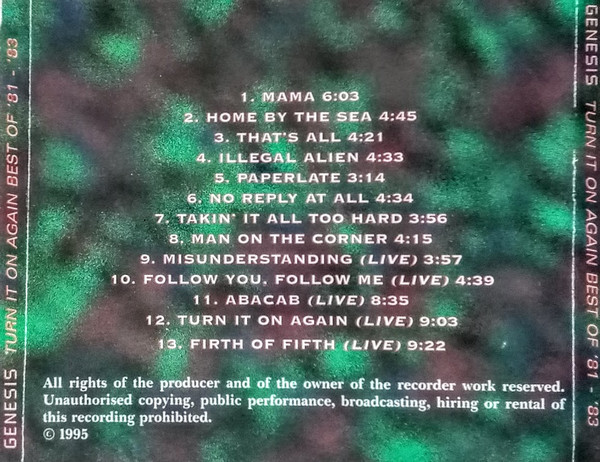 GENESIS TURN IT ON AGAIN BEST OF '81 - '83
1. MAMA 6:03
2. HOME BY THE SEA 4:45
3. THAT'S ALL 4:21
4. ILLEGAL ALIEN 4:33
5. PAPERLATE 3:14
6. NO REPLY AT ALL 4:34
7. TAKIN' IT ALL TOO HARD 3:56
8. MAN ON THE CORNER 4:15
9. MISUNDERSTANDING (LIVE) 3:57
10. FOLLOW YOU, FOLLOW ME (LIVE) 4:39
11. ABACAB (LIVE) 8:35
12. TURN IT ON AGAIN (LIVE) 9:03
13. FIRTH OF FIFTH (LIVE) 9:22
All rights of the producer and of the owner of the recorder work reserved.
Unauthorised copying, public performance, broadcasting, hiring or rental of
this recording prohibited.
© 1995
GENESIS TURN IT ON AGAIN BEST OF '81 - '83